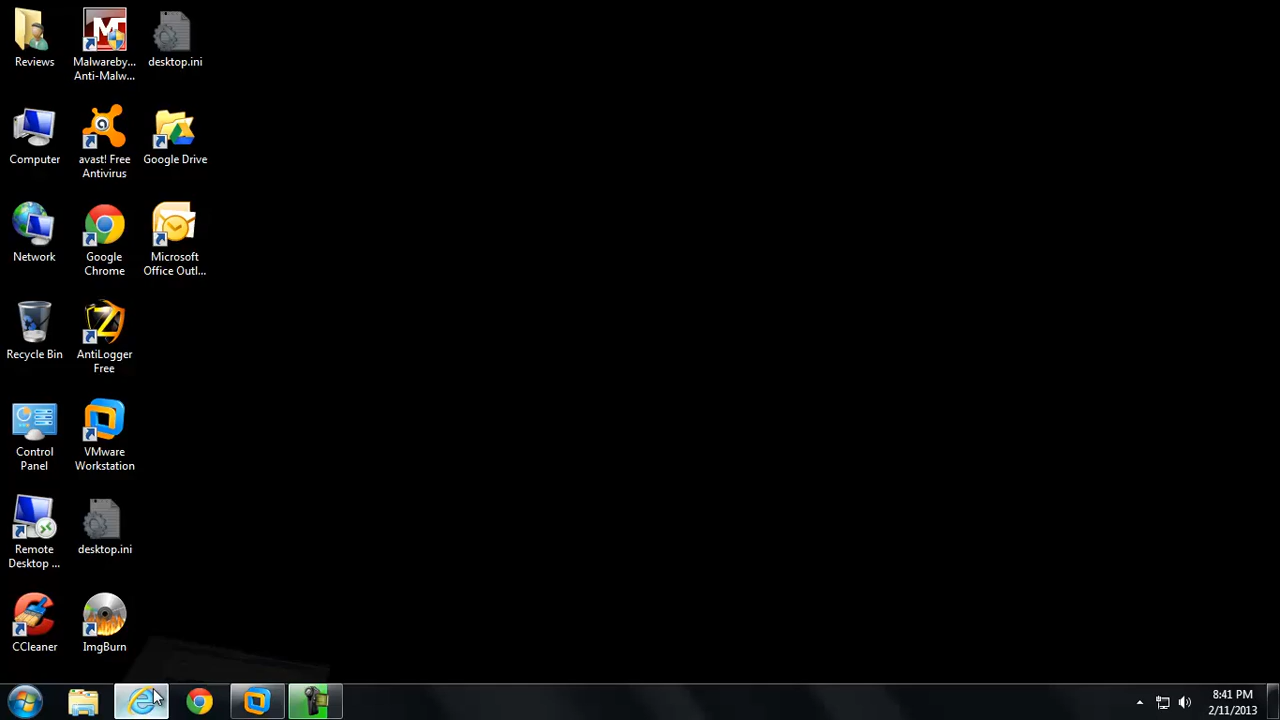 Reviews
Malwareby...
Anti-Malw...
desktop.ini
Computer
avast! Free
Antivirus
Google Drive
Network
Google
Chrome
Microsoft
Office Outl...
Recycle Bin
AntiLogger
Free
Control
Panel
VMware
Workstation
Remote
Desktop ...
desktop.ini
CCleaner
ImgBurn
8:41 PM
2/11/2013